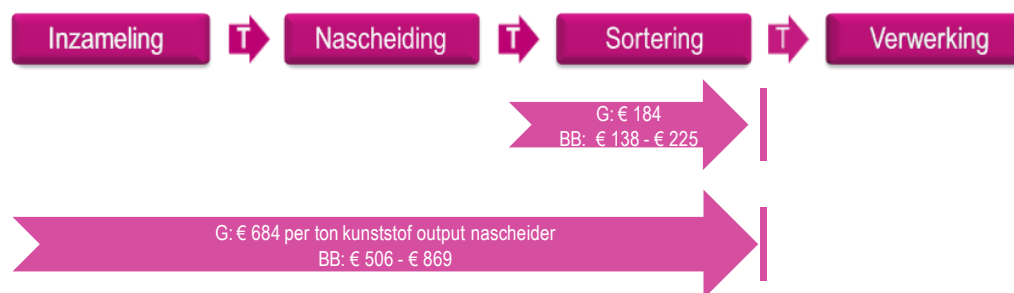 Inzameling T Nascheiding T Sortering T Verwerking
G: € 184
BB: € 138 - € 225
G: € 684 per ton kunststof output nascheider
BB: € 506 - € 869